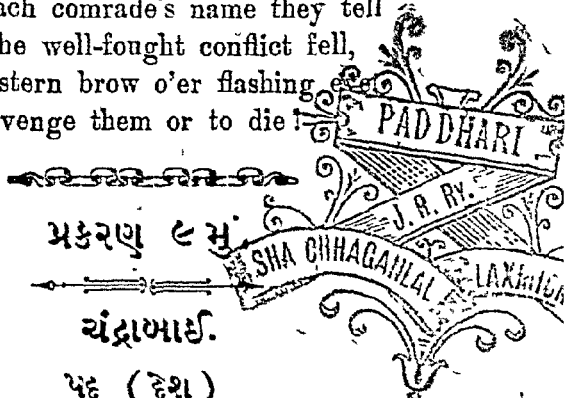 ach comrade's name they tell
he well-fought conflict fell,
stern brow o'er flashing
venge them or to die !
PADDHARI
J. R. RY.
SHA CHHAGANLAL
પ્રકરણ ૯ મું.
ચંદ્રાબાઈ.
પદ ( દેશ )